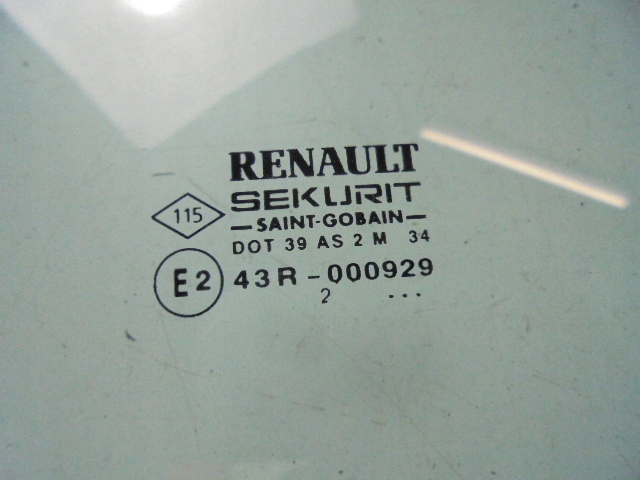 RENAULT
SEKURIT
—SAINT-GOBAIN—
115
DOT 39 AS 2 M 34
E2 43R-000929
2 ...